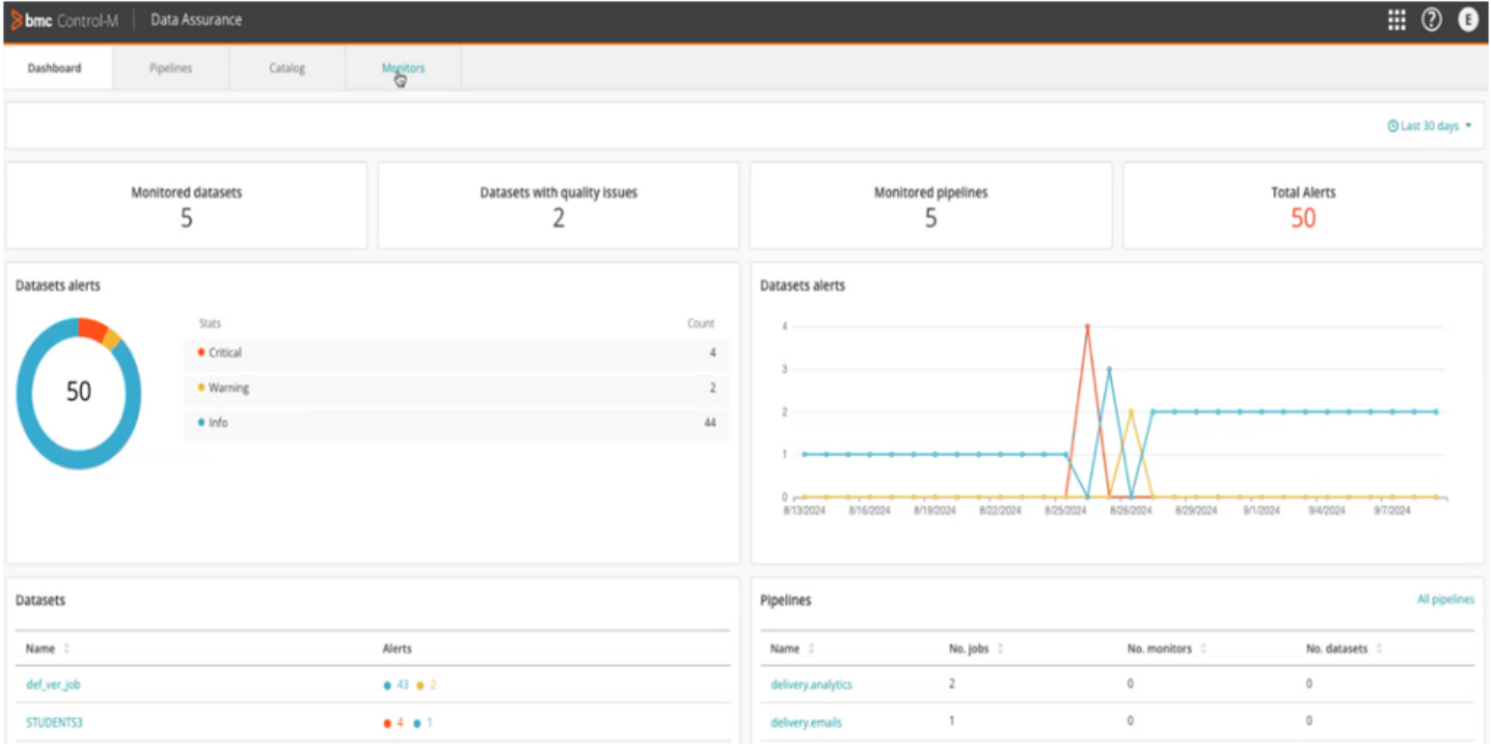 bmc Control-M Data Assurance E
Dashboard Pipelines Catalog Monitors
Last 30 days
Monitored datasets Datasets with quality issues Monitored pipelines Total Alerts
5 2 5 50
Datasets alerts
50
Stats Count
Critical 4
Warning 2
Info 44
Datasets alerts
4
3
2
1
0
8/13/2024 8/16/2024 8/19/2024 8/22/2024 8/25/2024 8/26/2024 8/29/2024 9/1/2024 9/4/2024 9/7/2024
Datasets
Name Alerts
def_ver_job 43 2
STUDENTS3 4 1
Pipelines All pipelines
Name No. jobs No. monitors No. datasets
delivery.analytics 2 0 0
delivery.emails 1 0 0